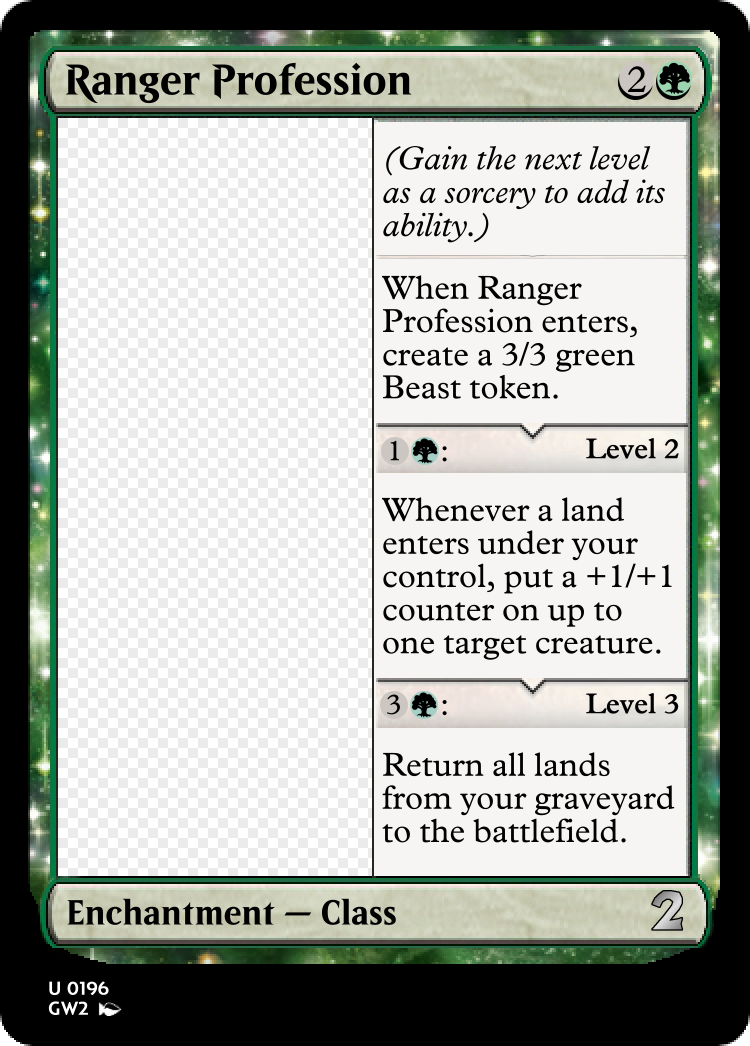 Ranger Profession 2
(Gain the next level
as a sorcery to add its
ability.)
When Ranger
Profession enters,
create a 3/3 green
Beast token.
1 : Level 2
Whenever a land
enters under your
control, put a +1/+1
counter on up to
one target creature.
3 : Level 3
Return all lands
from your graveyard
to the battlefield.
Enchantment — Class 2
U 0196
GW2